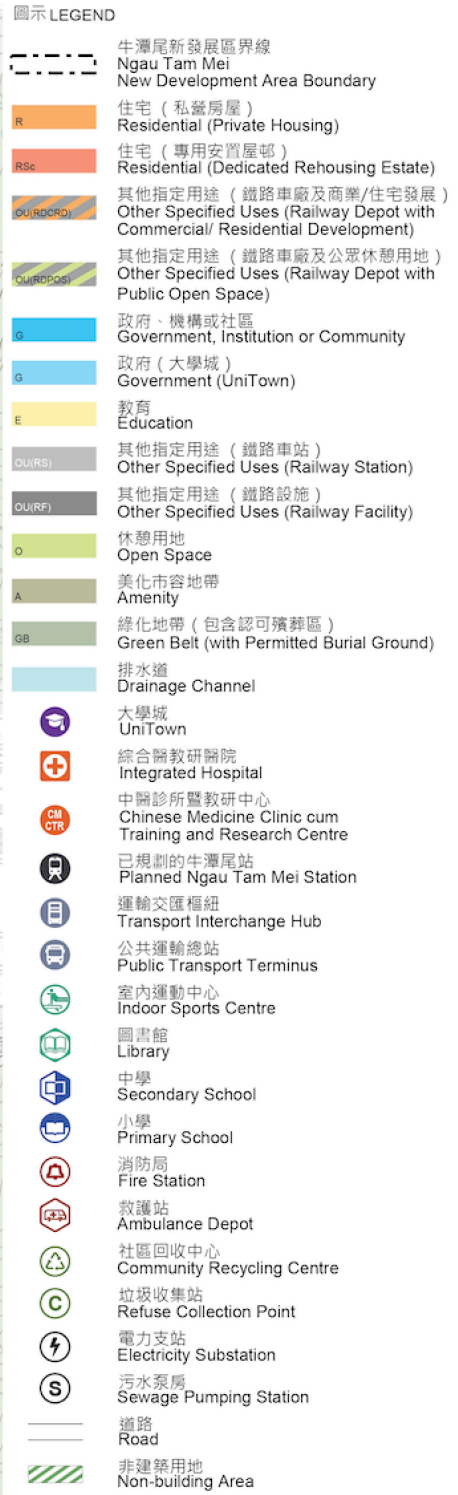 圖示 LEGEND
牛潭尾新發展區界線
Ngau Tam Mei
New Development Area Boundary
R
住宅 (私營房屋)
Residential (Private Housing)
RSc
住宅 (專用安置屋邨)
Residential (Dedicated Rehousing Estate)
OU(RDCRD)
其他指定用途 (鐵路車廠及商業/住宅發展)
Other Specified Uses (Railway Depot with
Commercial/ Residential Development)
OU(RDPOS)
其他指定用途 (鐵路車廠及公眾休憩用地)
Other Specified Uses (Railway Depot with
Public Open Space)
G
政府、機構或社區
Government, Institution or Community
G
政府(大學城)
Government (UniTown)
E
教育
Education
OU(RS)
其他指定用途 (鐵路車站)
Other Specified Uses (Railway Station)
OU(RF)
其他指定用途 (鐵路設施)
Other Specified Uses (Railway Facility)
O
休憩用地
Open Space
A
美化市容地帶
Amenity
GB
綠化地帶(包含認可殯葬區)
Green Belt (with Permitted Burial Ground)
排水道
Drainage Channel
大學城
UniTown
綜合醫教研醫院
Integrated Hospital
CM
CTR
中醫診所暨教研中心
Chinese Medicine Clinic cum
Training and Research Centre
已規劃的牛潭尾站
Planned Ngau Tam Mei Station
運輸交匯樞紐
Transport Interchange Hub
公共運輸總站
Public Transport Terminus
室內運動中心
Indoor Sports Centre
圖書館
Library
中學
Secondary School
小學
Primary School
消防局
Fire Station
救護站
Ambulance Depot
社區回收中心
Community Recycling Centre
C
垃圾收集站
Refuse Collection Point
電力支站
Electricity Substation
S
污水泵房
Sewage Pumping Station
道路
Road
非建築用地
Non-building Area